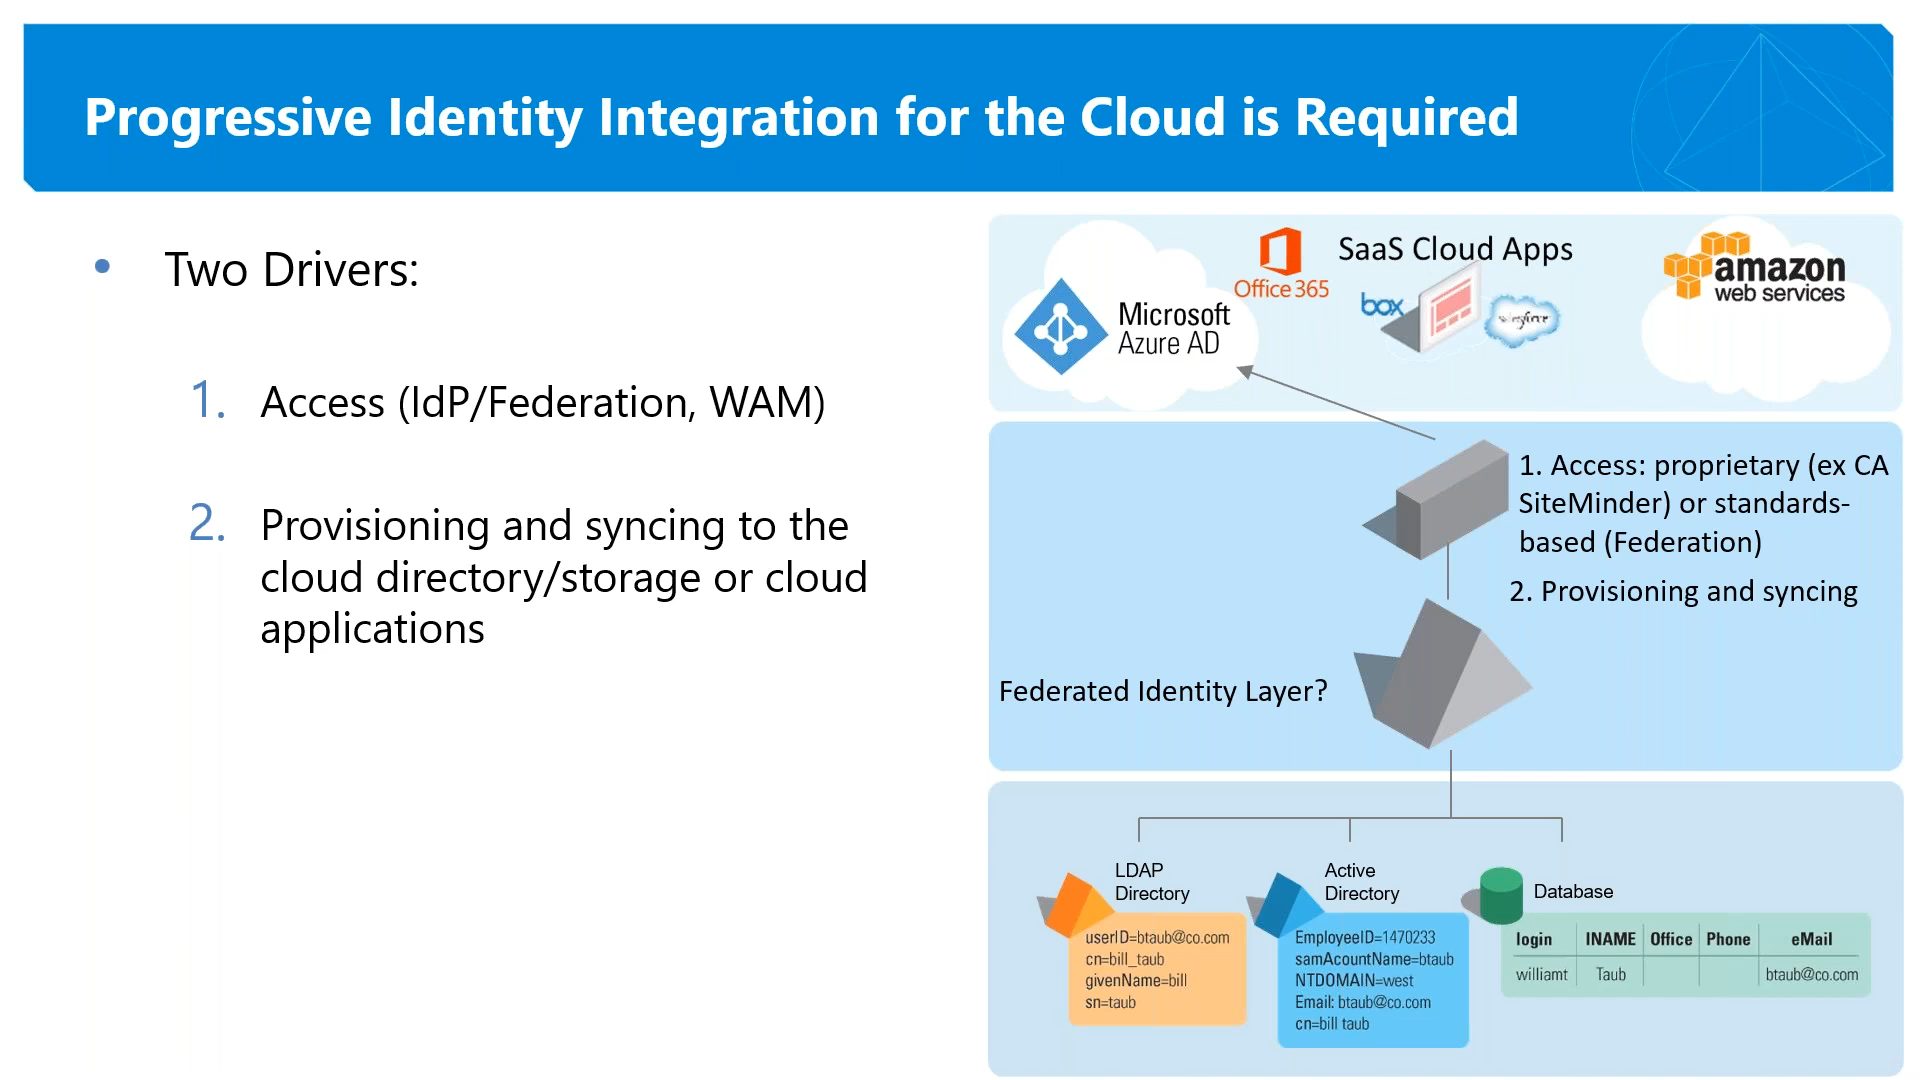 Progressive Identity Integration for the Cloud is Required
• Two Drivers:
1. Access (IdP/Federation, WAM)
2. Provisioning and syncing to the
cloud directory/storage or cloud
applications
Microsoft
Azure AD
Office 365
SaaS Cloud Apps
box
salesforce
amazon
web services
1. Access: proprietary (ex CA
SiteMinder) or standards-
based (Federation)
2. Provisioning and syncing
Federated Identity Layer?
LDAP
Directory
userID=btaub@co.com
cn=bill_taub
givenName=bill
sn=taub
Active
Directory
EmployeeID=1470233
samAcountName=btaub
NTDOMAIN=west
Email: btaub@co.com
cn=bill taub
Database
login INAME Office Phone eMail
williamt Taub btaub@co.com